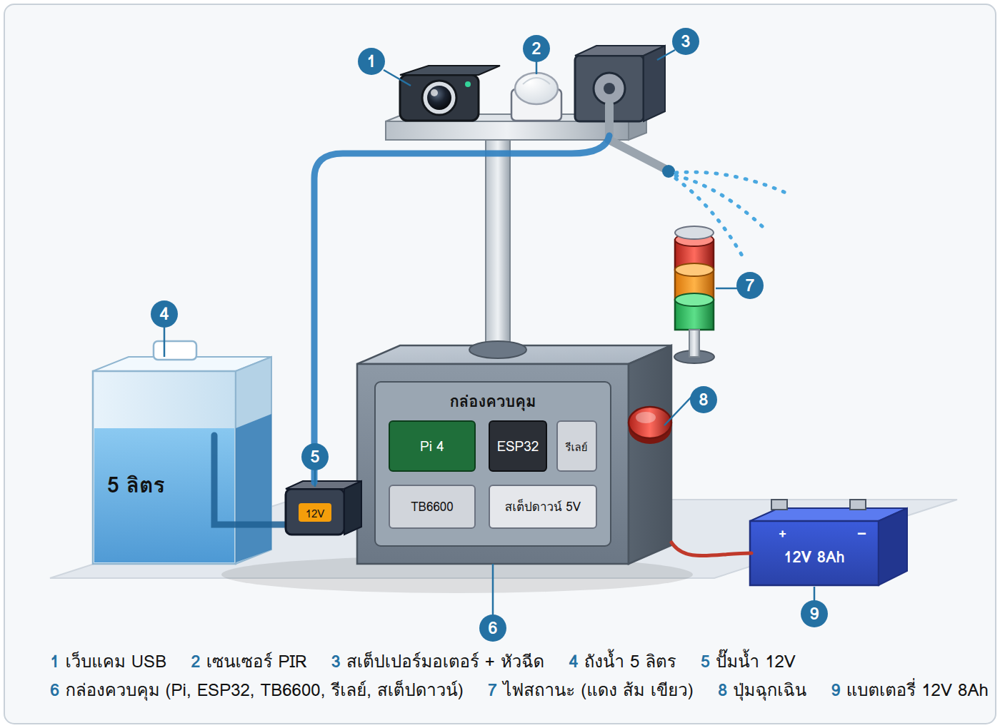 1
2
3
4
5
6
7
8
9
5 ลิตร
12V
กล่องควบคุม
Pi 4
ESP32
รีเลย์
TB6600
สเต็ปดาวน์ 5V
+ −
12V 8Ah
1 เว็บแคม USB 2 เซนเซอร์ PIR 3 สเต็ปเปอร์มอเตอร์ + หัวฉีด 4 ถังน้ำ 5 ลิตร 5 ปั๊มน้ำ 12V
6 กล่องควบคุม (Pi, ESP32, TB6600, รีเลย์, สเต็ปดาวน์) 7 ไฟสถานะ (แดง ส้ม เขียว) 8 ปุ่มฉุกเฉิน 9 แบตเตอรี่ 12V 8Ah